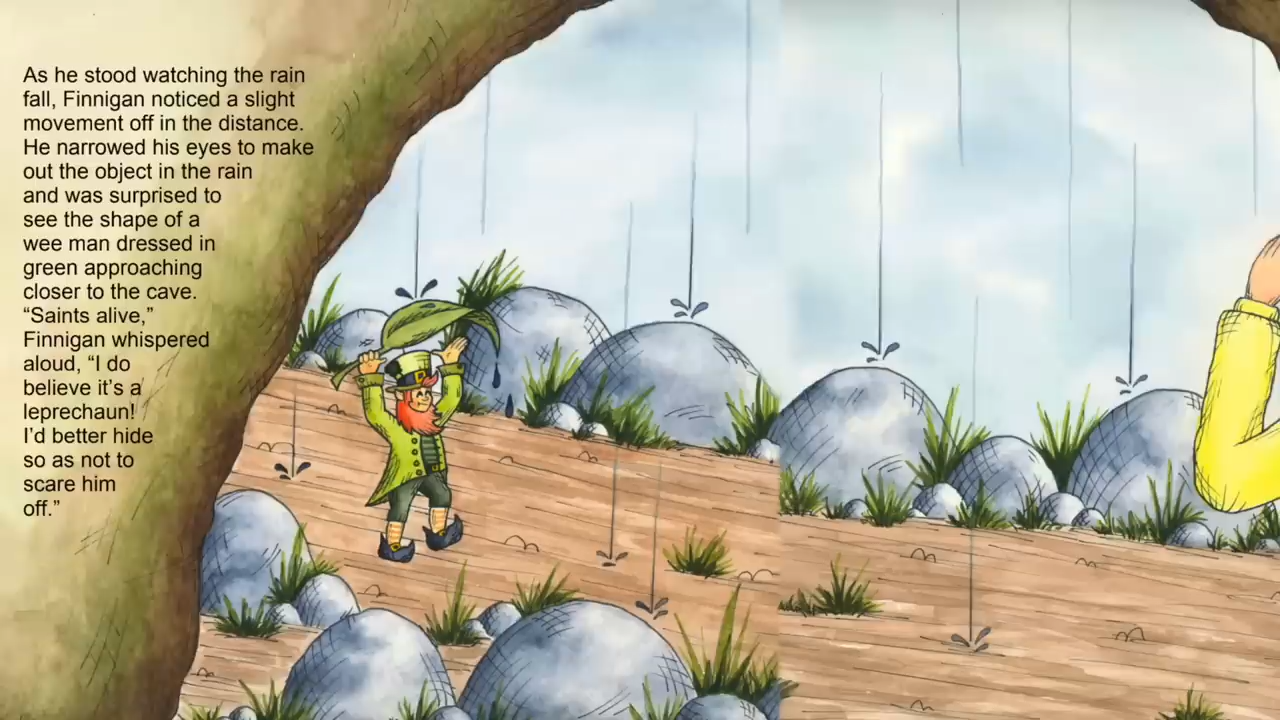 As he stood watching the rain
fall, Finnigan noticed a slight
movement off in the distance.
He narrowed his eyes to make
out the object in the rain
and was surprised to
see the shape of a
wee man dressed in
green approaching
closer to the cave.
“Saints alive,”
Finnigan whispered
aloud, “I do
believe it’s a
leprechaun!
I’d better hide
so as not to
scare him
off.”